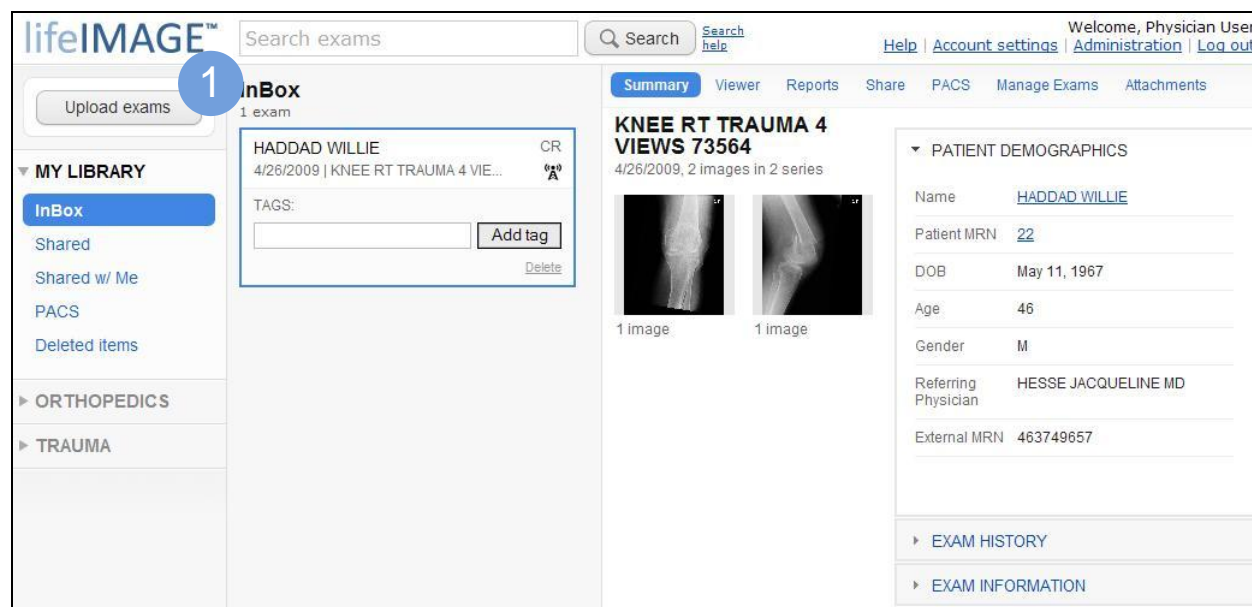 lifeIMAGE™
Search exams
Search
Search help
Welcome, Physician User
Help | Account settings | Administration | Log out
Upload exams
1
MY LIBRARY
InBox
Shared
Shared w/ Me
PACS
Deleted items
ORTHOPEDICS
TRAUMA
InBox
1 exam
HADDAD WILLIE CR
4/26/2009 | KNEE RT TRAUMA 4 VIE...
TAGS:
Add tag
Delete
Summary Viewer Reports Share PACS Manage Exams Attachments
KNEE RT TRAUMA 4
VIEWS 73564
4/26/2009, 2 images in 2 series
1 image 1 image
PATIENT DEMOGRAPHICS
Name HADDAD WILLIE
Patient MRN 22
DOB May 11, 1967
Age 46
Gender M
Referring Physician HESSE JACQUELINE MD
External MRN 463749657
EXAM HISTORY
EXAM INFORMATION